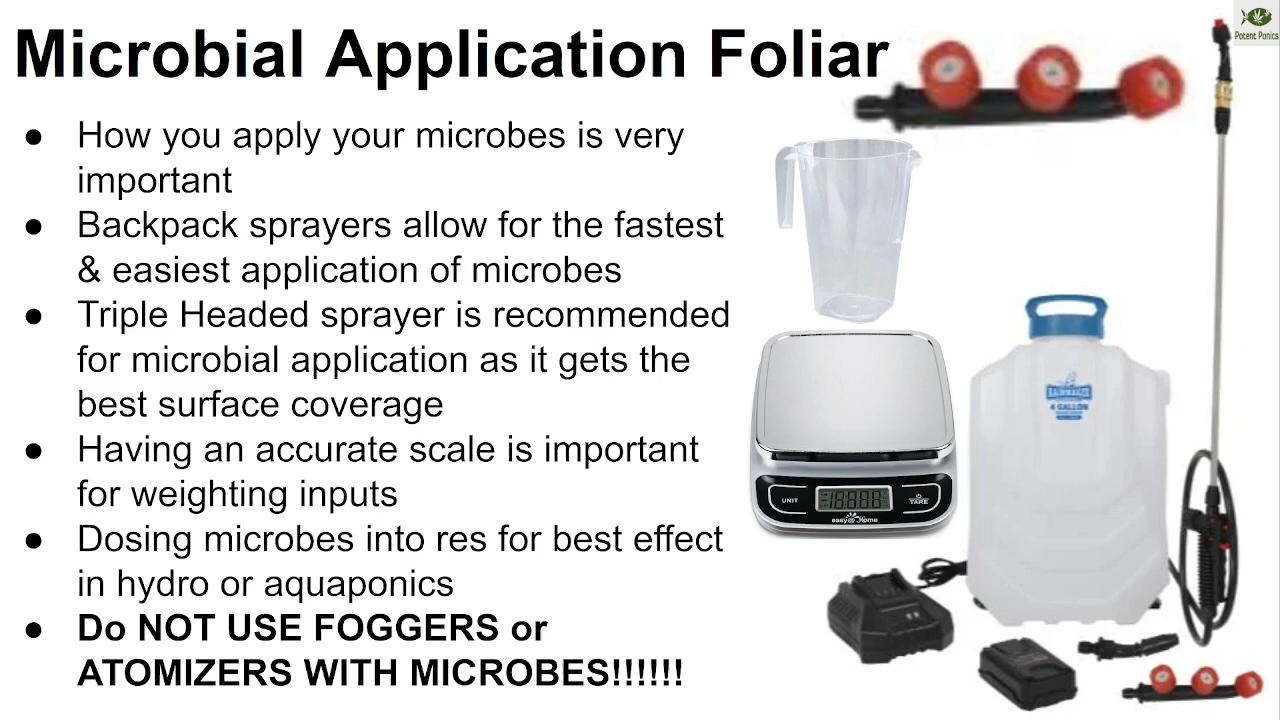 Potent Ponics
Microbial Application Foliar
● How you apply your microbes is very
important
● Backpack sprayers allow for the fastest
& easiest application of microbes
● Triple Headed sprayer is recommended
for microbial application as it gets the
best surface coverage
● Having an accurate scale is important
for weighting inputs
● Dosing microbes into res for best effect
in hydro or aquaponics
● Do NOT USE FOGGERS or
ATOMIZERS WITH MICROBES!!!!!!
RAINMAKER
4 GALLON
UNIT
TARE
easy@Home